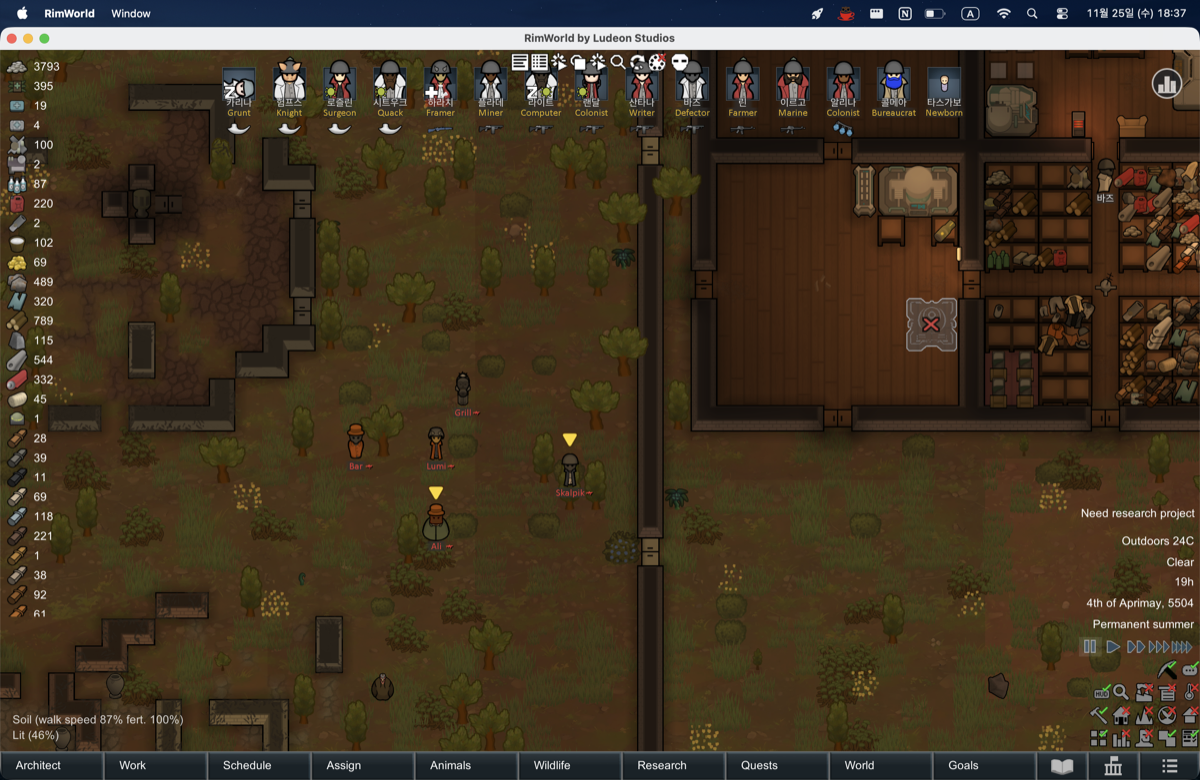 RimWorld
Window
A
11월 25일 (수) 18:37
RimWorld by Ludeon Studios
3793
395
19
4
100
2
87
220
2
102
69
489
320
789
115
544
332
45
1
28
39
11
69
118
221
1
38
92
61
카리나
Grunt
험프스
Knight
로즐린
Surgeon
시트우크
Quack
하라치
Framer
플라데
Miner
라이트
Computer
랜달
Colonist
산타나
Writer
바즈
Defector
린
Farmer
이르고
Marine
알리나
Colonist
콜메아
Bureaucrat
타스가보
Newborn
바즈
Grill
Bar
Lumi
Skalpik
Ali
Need research project
Outdoors 24C
Clear
19h
4th of Aprimay, 5504
Permanent summer
HUD
Soil (walk speed 87% fert. 100%)
Lit (46%)
Architect
Work
Schedule
Assign
Animals
Wildlife
Research
Quests
World
Goals